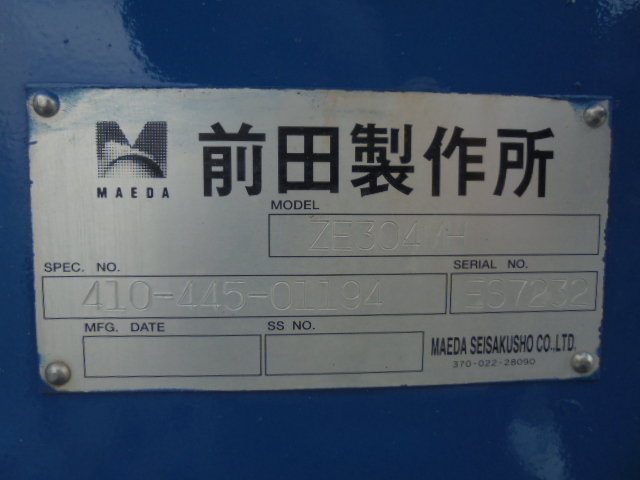 MAEDA 前田製作所
MODEL
ZE304
SPEC. NO. SERIAL NO.
410-445-01194 ES7232
MFG. DATE SS NO.
MAEDA SEISAKUSHO CO.,LTD.
370-022-28090